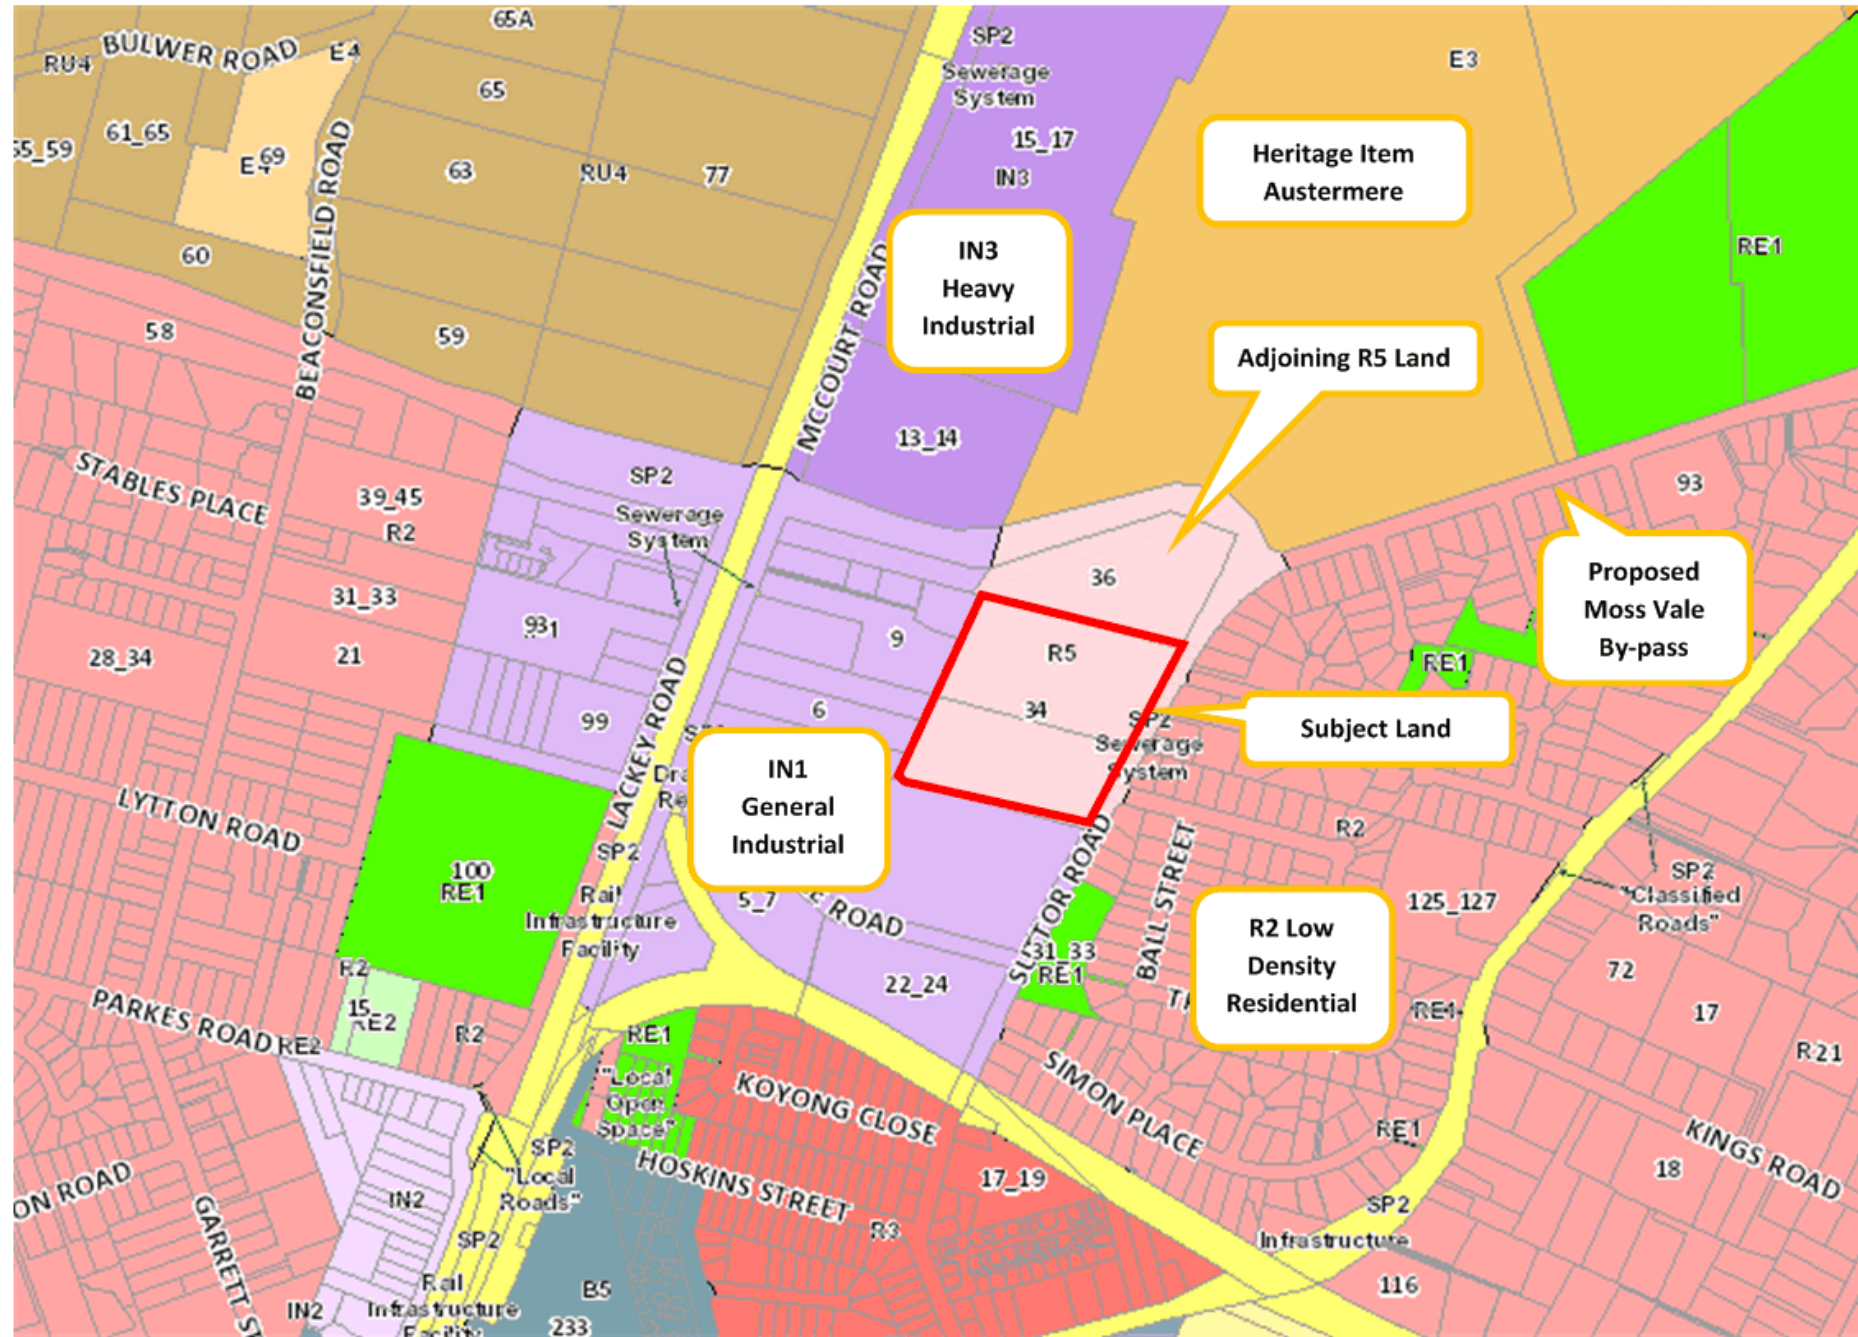 65A
BULWER ROAD
E4
RU4
SP2
Sewerage
System
E3
65
61_65
55_59
15_17
Heritage Item
Austermere
E4
69
63
RU4
77
IN3
BEACONSFIELD ROAD
RE1
60
IN3
Heavy
Industrial
MCCOURT ROAD
58
59
Adjoining R5 Land
13_14
STABLES PLACE
39_45
R2
SP2
Sewerage
System
93
36
Proposed
Moss Vale
By-pass
31_33
93
9
28_34
21
R5
RE1
LACKEY ROAD
99
6
34
SP2
Sewerage
System
Subject Land
IN1
General
Industrial
LYTTON ROAD
SP2
R2
100
RE1
Rail
Infrastructure
Facility
5_7
ROAD
SUTTOR ROAD
BALL STREET
125_127
SP2
"Classified
Roads"
R2 Low
Density
Residential
31_33
RE1
72
R2
15_
RE2
22_24
RE1
17
PARKES ROAD
RE2
R2
RE1
"Local
Open
Space"
R21
KOYONG CLOSE
SIMON PLACE
RE1
KINGS ROAD
SP2
"Local
Roads"
HOSKINS STREET
17_19
18
ON ROAD
IN2
R3
SP2
Infrastructure
GARRETT ST
SP2
Rail
Infrastructure
Facility
116
IN2
B5
233